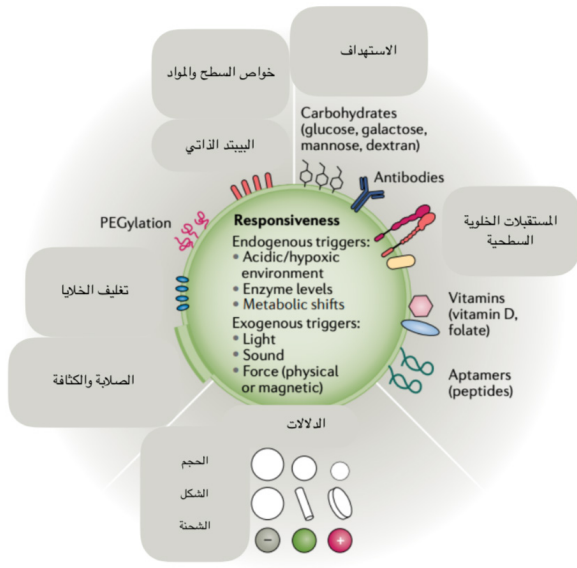 الاستهداف
خواص السطح والمواد
Carbohydrates
(glucose, galactose,
mannose, dextran)
البيبتد الذاتي
Antibodies
PEGylation
المستقبلات الخلوية
السطحية
Responsiveness
Endogenous triggers:
• Acidic/hypoxic
environment
• Enzyme levels
• Metabolic shifts
Exogenous triggers:
• Light
• Sound
• Force (physical
or magnetic)
تغليف الخلايا
Vitamins
(vitamin D,
folate)
الصلابة والكثافة
Aptamers
(peptides)
الدلالات
الحجم
الشكل
الشحنة
− +